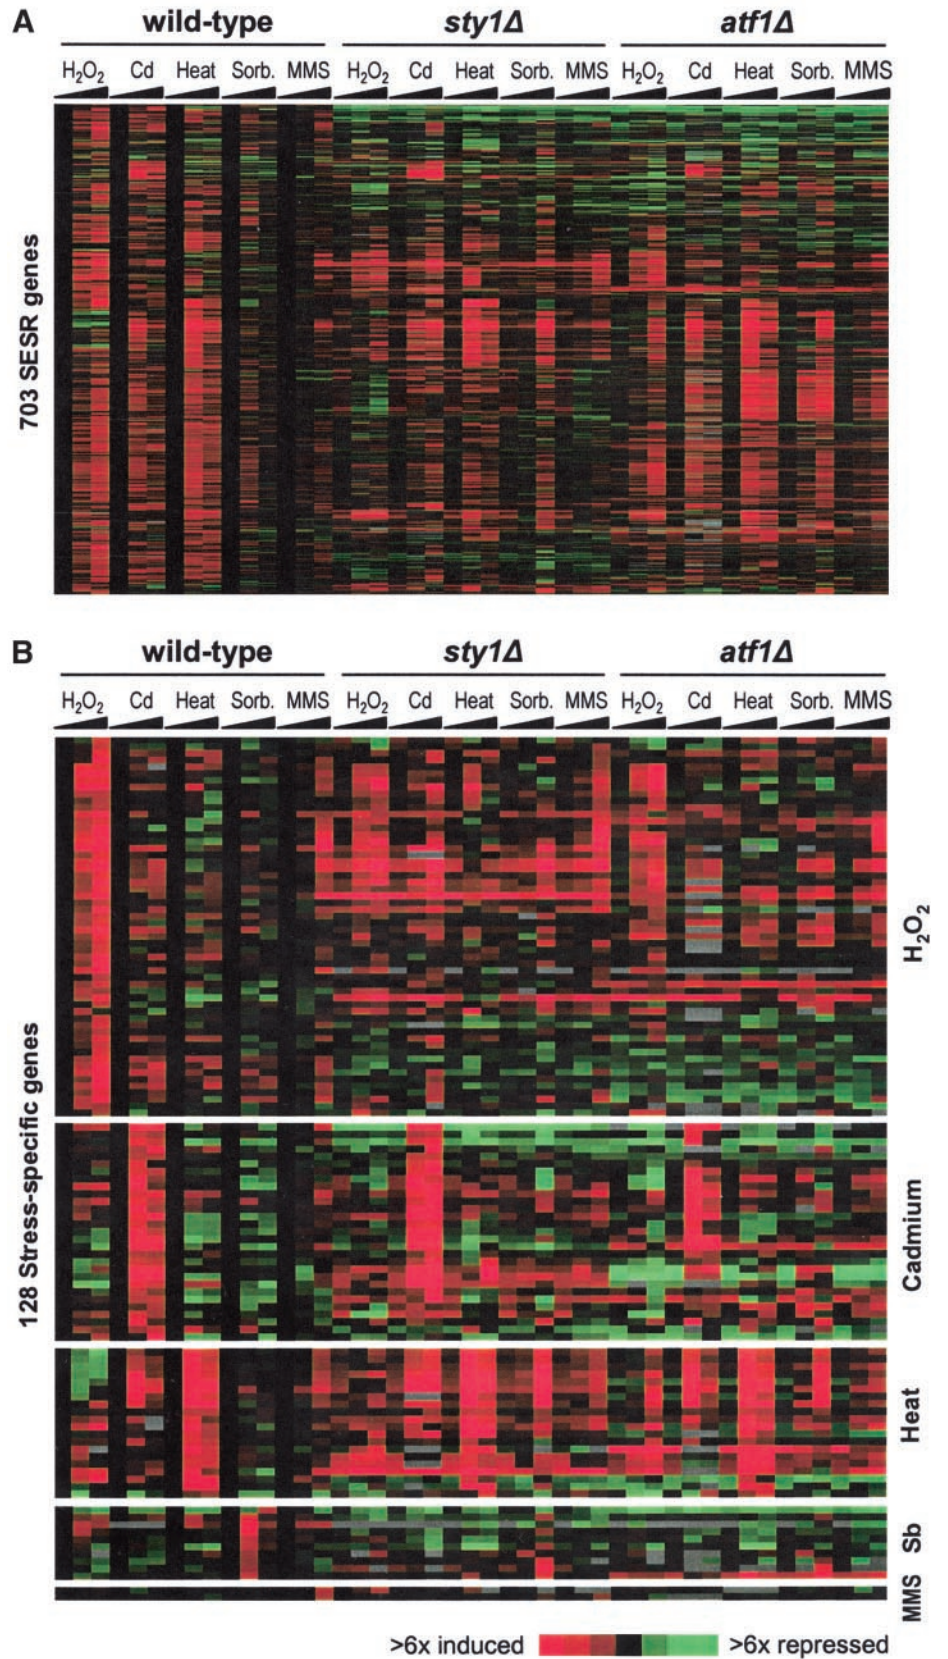 A
wild-type sty1Δ atf1Δ
H₂O₂ Cd Heat Sorb. MMS H₂O₂ Cd Heat Sorb. MMS H₂O₂ Cd Heat Sorb. MMS
703 SESR genes
B
wild-type sty1Δ atf1Δ
H₂O₂ Cd Heat Sorb. MMS H₂O₂ Cd Heat Sorb. MMS H₂O₂ Cd Heat Sorb. MMS
128 Stress-specific genes
H₂O₂
Cadmium
Heat
Sb
MMS
>6x induced >6x repressed